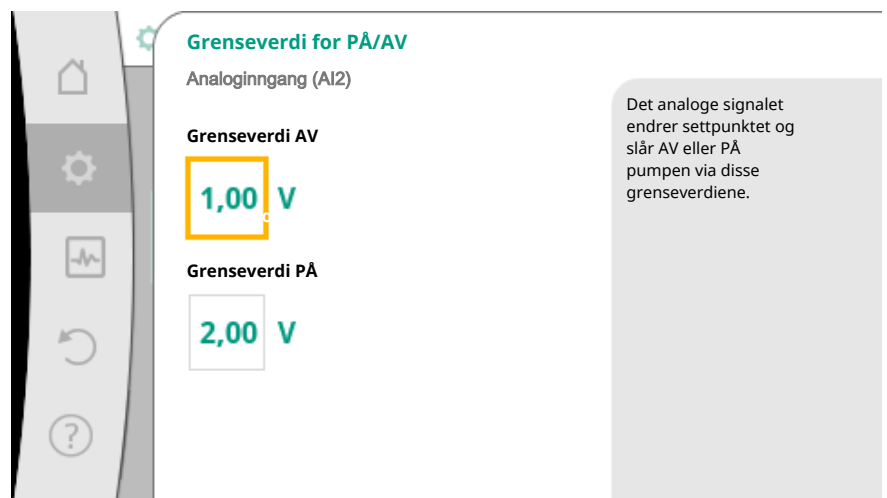 Grenseverdi for PÅ/AV
Analoginngang (AI2)
Grenseverdi AV
1,00 V
Grenseverdi PÅ
2,00 V
Det analoge signalet
endrer settpunktet og
slår AV eller PÅ
pumpen via disse
grenseverdiene.
?